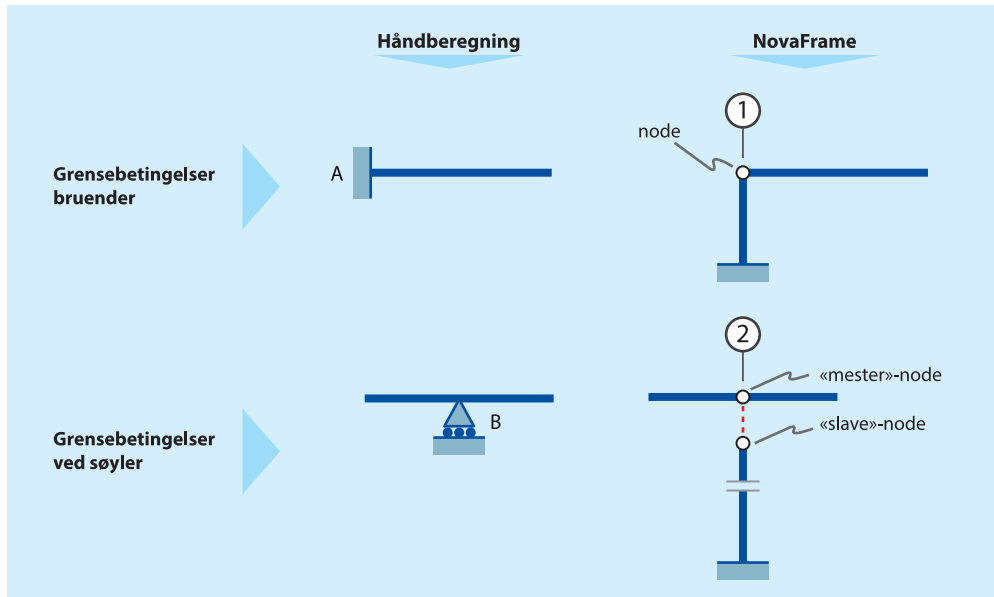 Håndberegning
NovaFrame
Grensebetingelser
bruender
A
node
1
Grensebetingelser
ved søyler
B
2
«mester»-node
«slave»-node